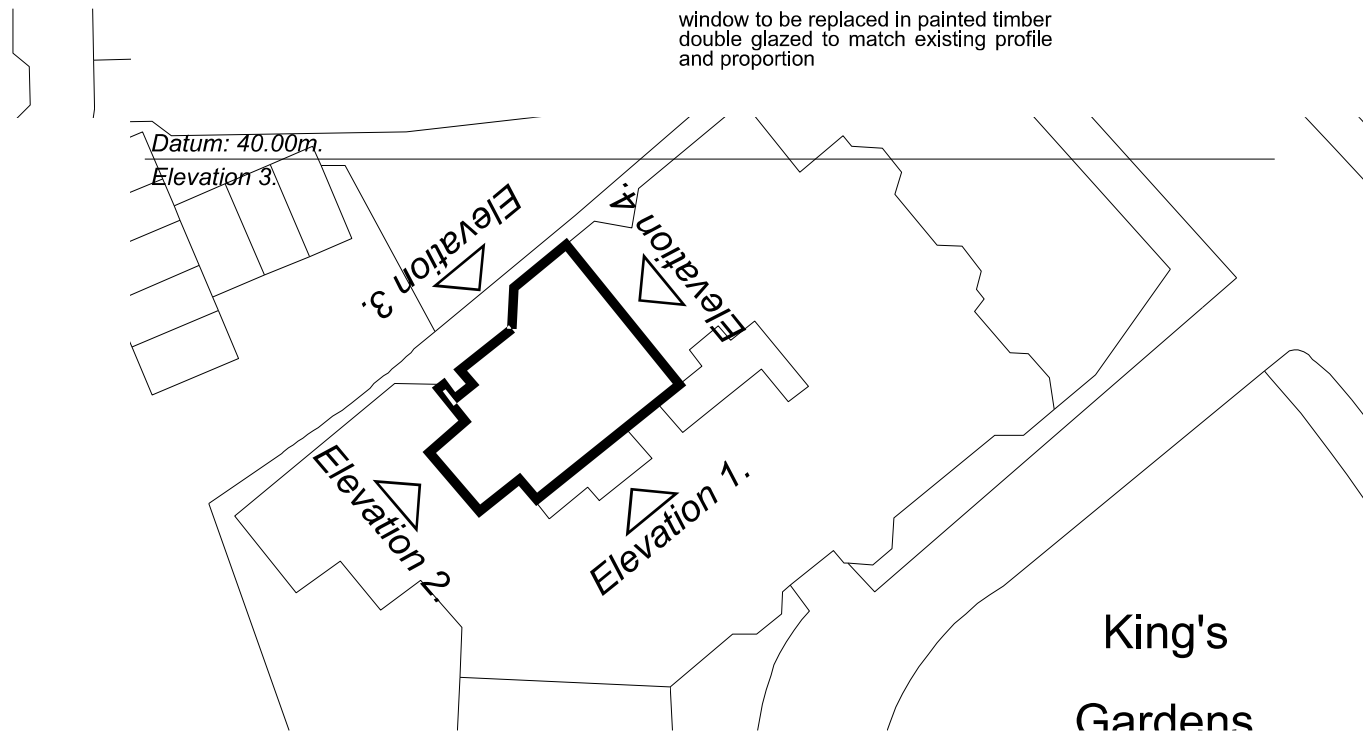 window to be replaced in painted timber
double glazed to match existing profile
and proportion
Datum: 40.00m.
Elevation 3.
Elevation 3.
Elevation 4.
Elevation 2.
Elevation 1.
King's
Gardens